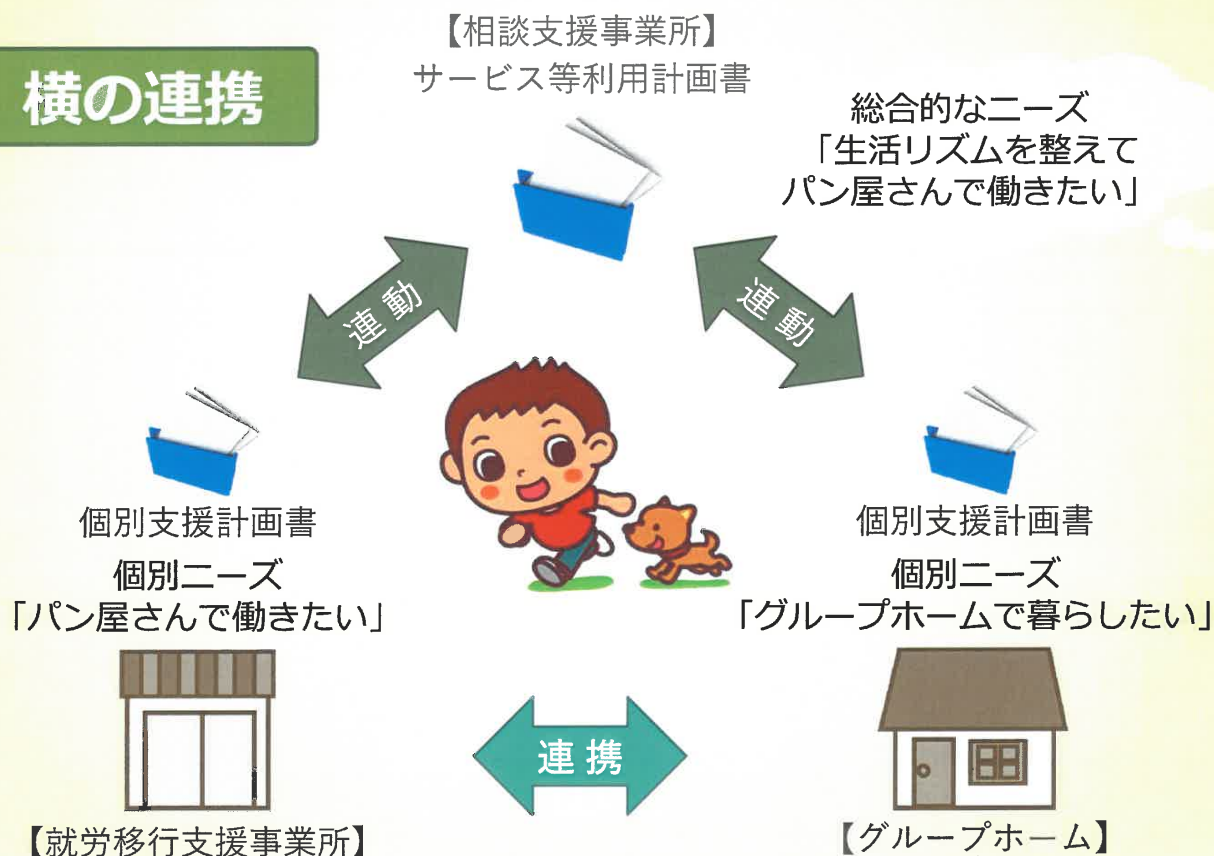 横の連携
【相談支援事業所】
サービス等利用計画書
総合的なニーズ
「生活リズムを整えて
パン屋さんで働きたい」
連動
連動
個別支援計画書
個別ニーズ
「パン屋さんで働きたい」
個別支援計画書
個別ニーズ
「グループホームで暮らしたい」
連携
【就労移行支援事業所】
【グループホーム】